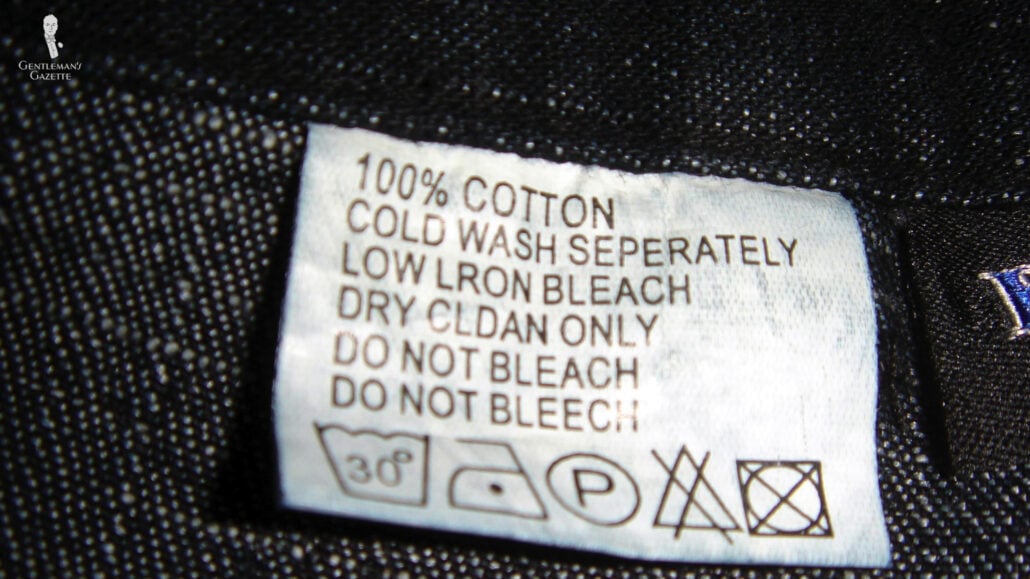 GENTLEMAN'S
GAZETTE
100% COTTON
COLD WASH SEPERATELY
LOW LRON BLEACH
DRY CLDAN ONLY
DO NOT BLEACH
DO NOT BLEECH
30°
P